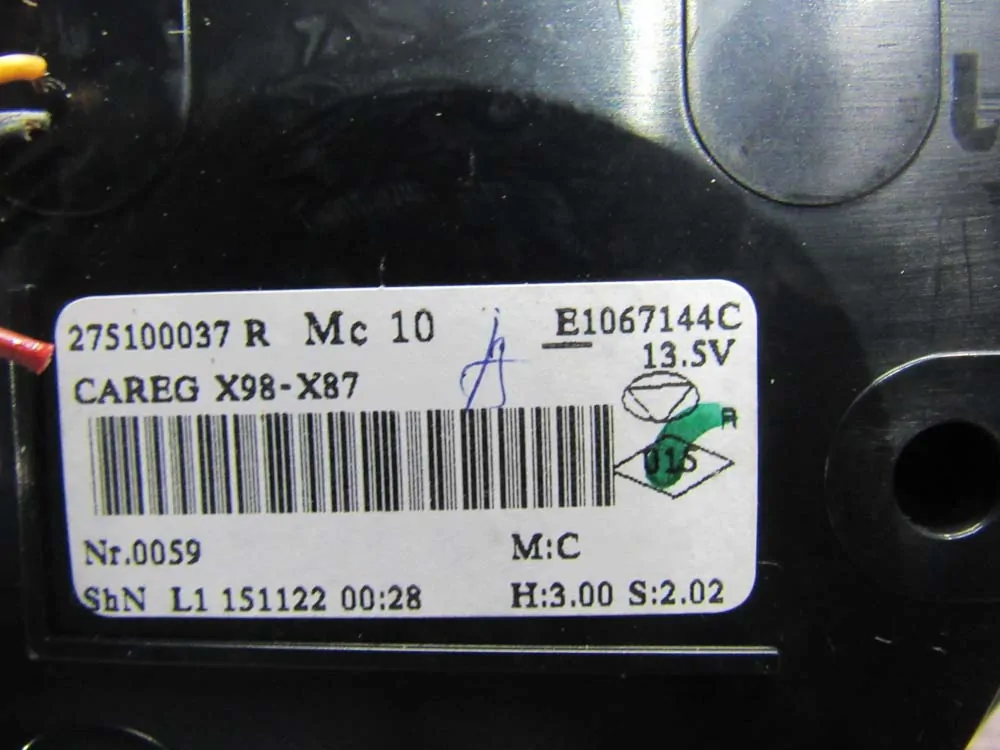 275100037 R Mc 10 E1067144C
13.5V
CAREG X98-X87
R
J15
Nr.0059 M:C
ShN L1 151122 00:28 H:3.00 S:2.02